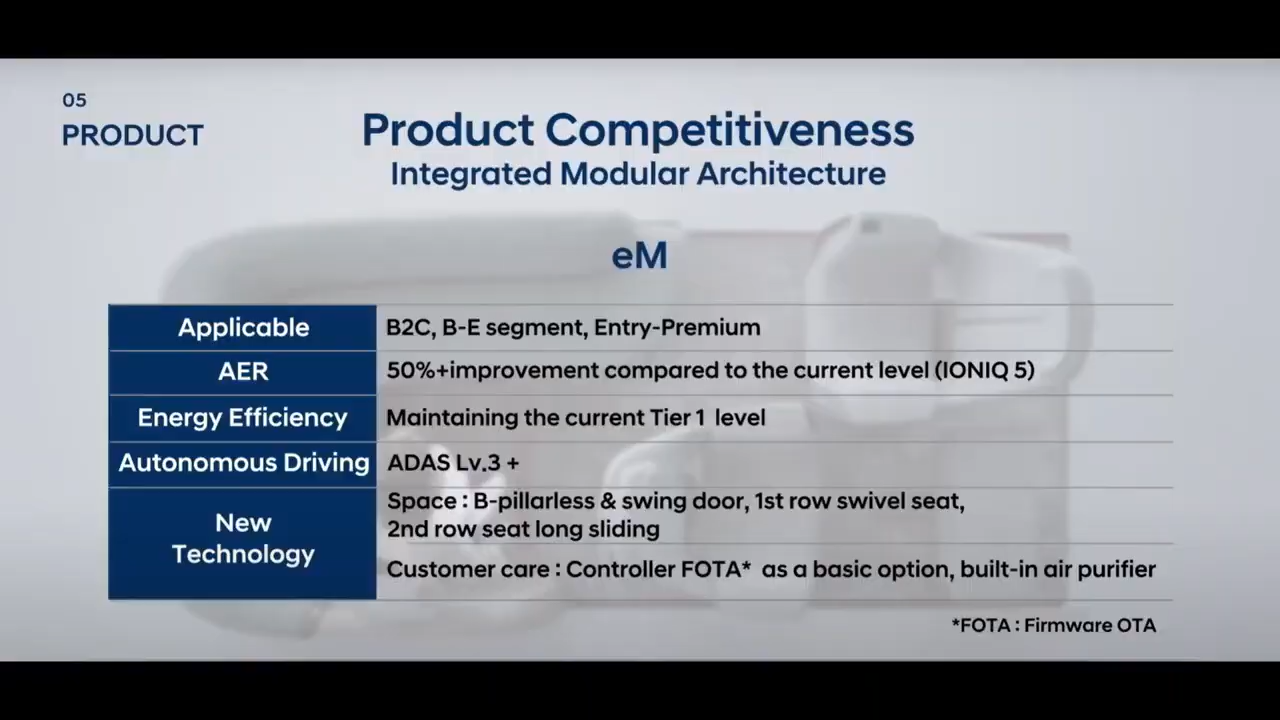 05
PRODUCT
Product Competitiveness
Integrated Modular Architecture
eM
Applicable
B2C, B-E segment, Entry-Premium
AER
50%+improvement compared to the current level (IONIQ 5)
Energy Efficiency
Maintaining the current Tier 1 level
Autonomous Driving
ADAS Lv.3 +
New
Technology
Space : B-pillarless & swing door, 1st row swivel seat,
2nd row seat long sliding
Customer care : Controller FOTA* as a basic option, built-in air purifier
*FOTA : Firmware OTA